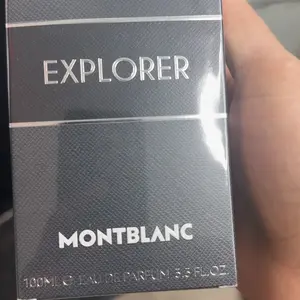 EXPLORER
MONTBLANC
100ML ℮ EAU DE PARFUM 3.3 FL.OZ.